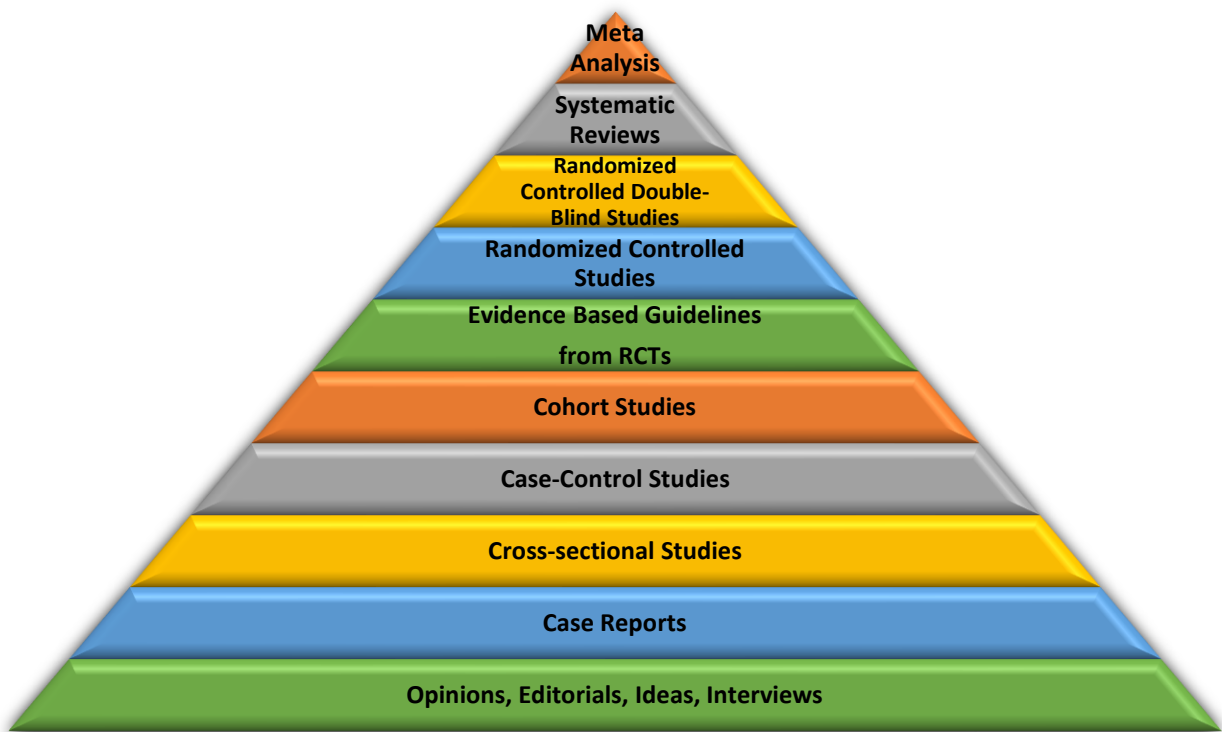 Meta
Analysis
Systematic
Reviews
Randomized
Controlled Double-
Blind Studies
Randomized Controlled
Studies
Evidence Based Guidelines
from RCTs
Cohort Studies
Case-Control Studies
Cross-sectional Studies
Case Reports
Opinions, Editorials, Ideas, Interviews